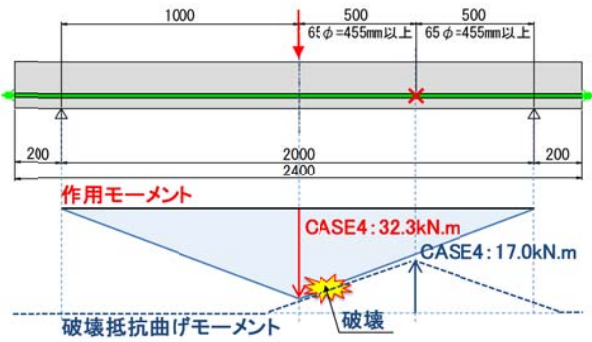 1000
500
500
65φ=455mm以上
65φ=455mm以上
200
2000
200
2400
作用モーメント
CASE4:32.3kN.m
CASE4:17.0kN.m
破壊抵抗曲げモーメント
破壊